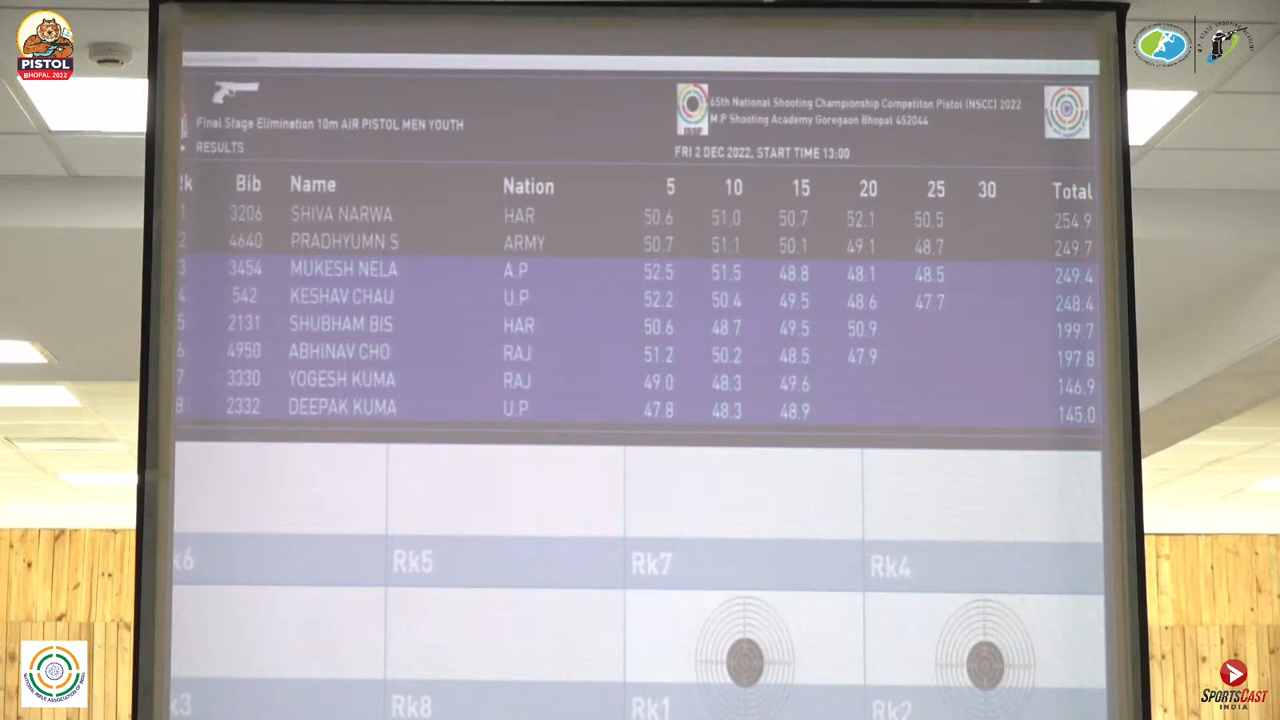 PISTOL
BHOPAL 2022
65th National Shooting Championship Competiton Pistol (NSCC) 2022
Final Stage Elimination 10m AIR PISTOL MEN YOUTH
M.P Shooting Academy Goregaon Bhopal 452044
RESULTS
FRI 2 DEC 2022, START TIME 13:00
Rk Bib Name Nation 5 10 15 20 25 30 Total
1 3206 SHIVA NARWA HAR 50.6 51.0 50.7 52.1 50.5 254.9
2 4640 PRADHYUMN S ARMY 50.7 51.1 50.1 49.1 48.7 249.7
3 3454 MUKESH NELA A.P 52.5 51.5 48.8 48.1 48.5 249.4
4 542 KESHAV CHAU U.P 52.2 50.4 49.5 48.6 47.7 248.4
5 2131 SHUBHAM BIS HAR 50.6 48.7 49.5 50.9 199.7
6 4950 ABHINAV CHO RAJ 51.2 50.2 48.5 47.9 197.8
7 3330 YOGESH KUMA RAJ 49.0 48.3 49.6 146.9
8 2332 DEEPAK KUMA U.P 47.8 48.3 48.9 145.0
k6 Rk5 Rk7 Rk4
k3 Rk8 Rk1 Rk2
NATIONAL RIFLE ASSOCIATION OF INDIA
SPORTSCAST
INDIA